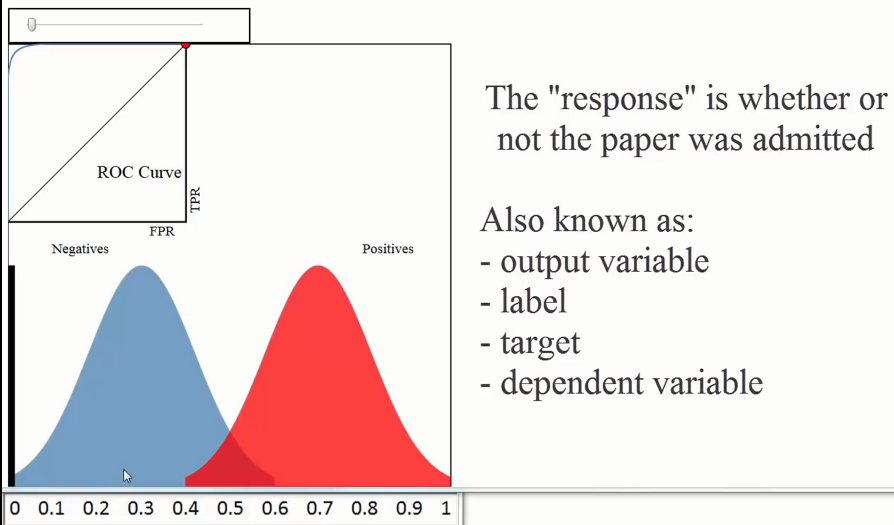 ROC Curve
TPR
FPR
Negatives
Positives
0 0.1 0.2 0.3 0.4 0.5 0.6 0.7 0.8 0.9 1
The "response" is whether or
not the paper was admitted
Also known as:
- output variable
- label
- target
- dependent variable